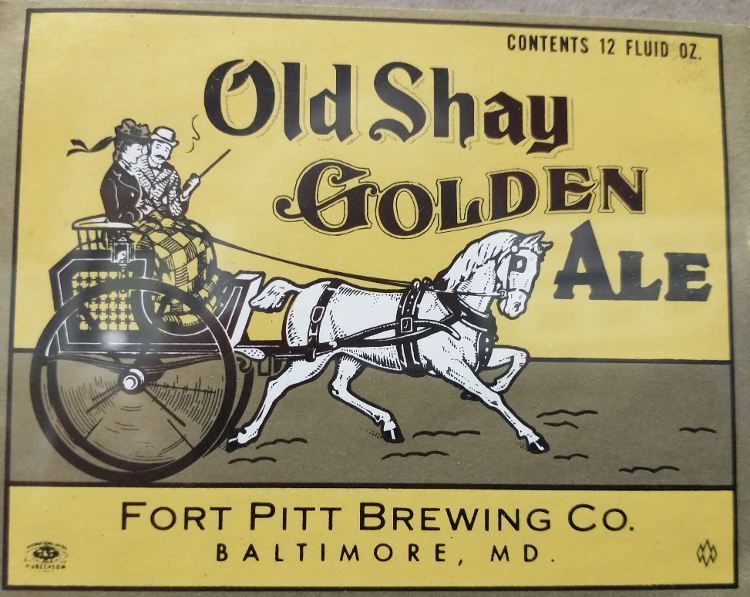 CONTENTS 12 FLUID OZ.
Old Shay
GOLDEN
ALE
FORT PITT BREWING CO.
BALTIMORE, MD.